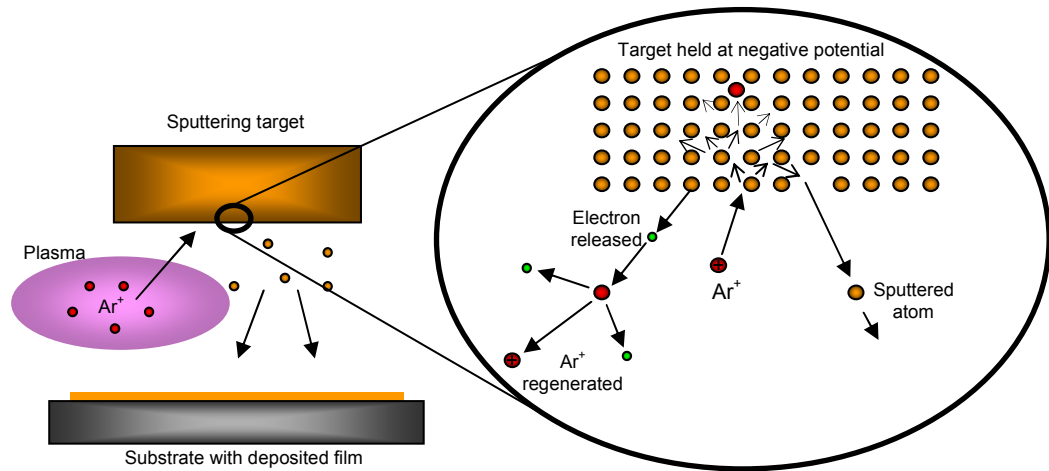 Target held at negative potential
Sputtering target
Electron
released
Plasma
Ar⁺
Ar⁺
Sputtered
atom
Ar⁺
regenerated
Substrate with deposited film